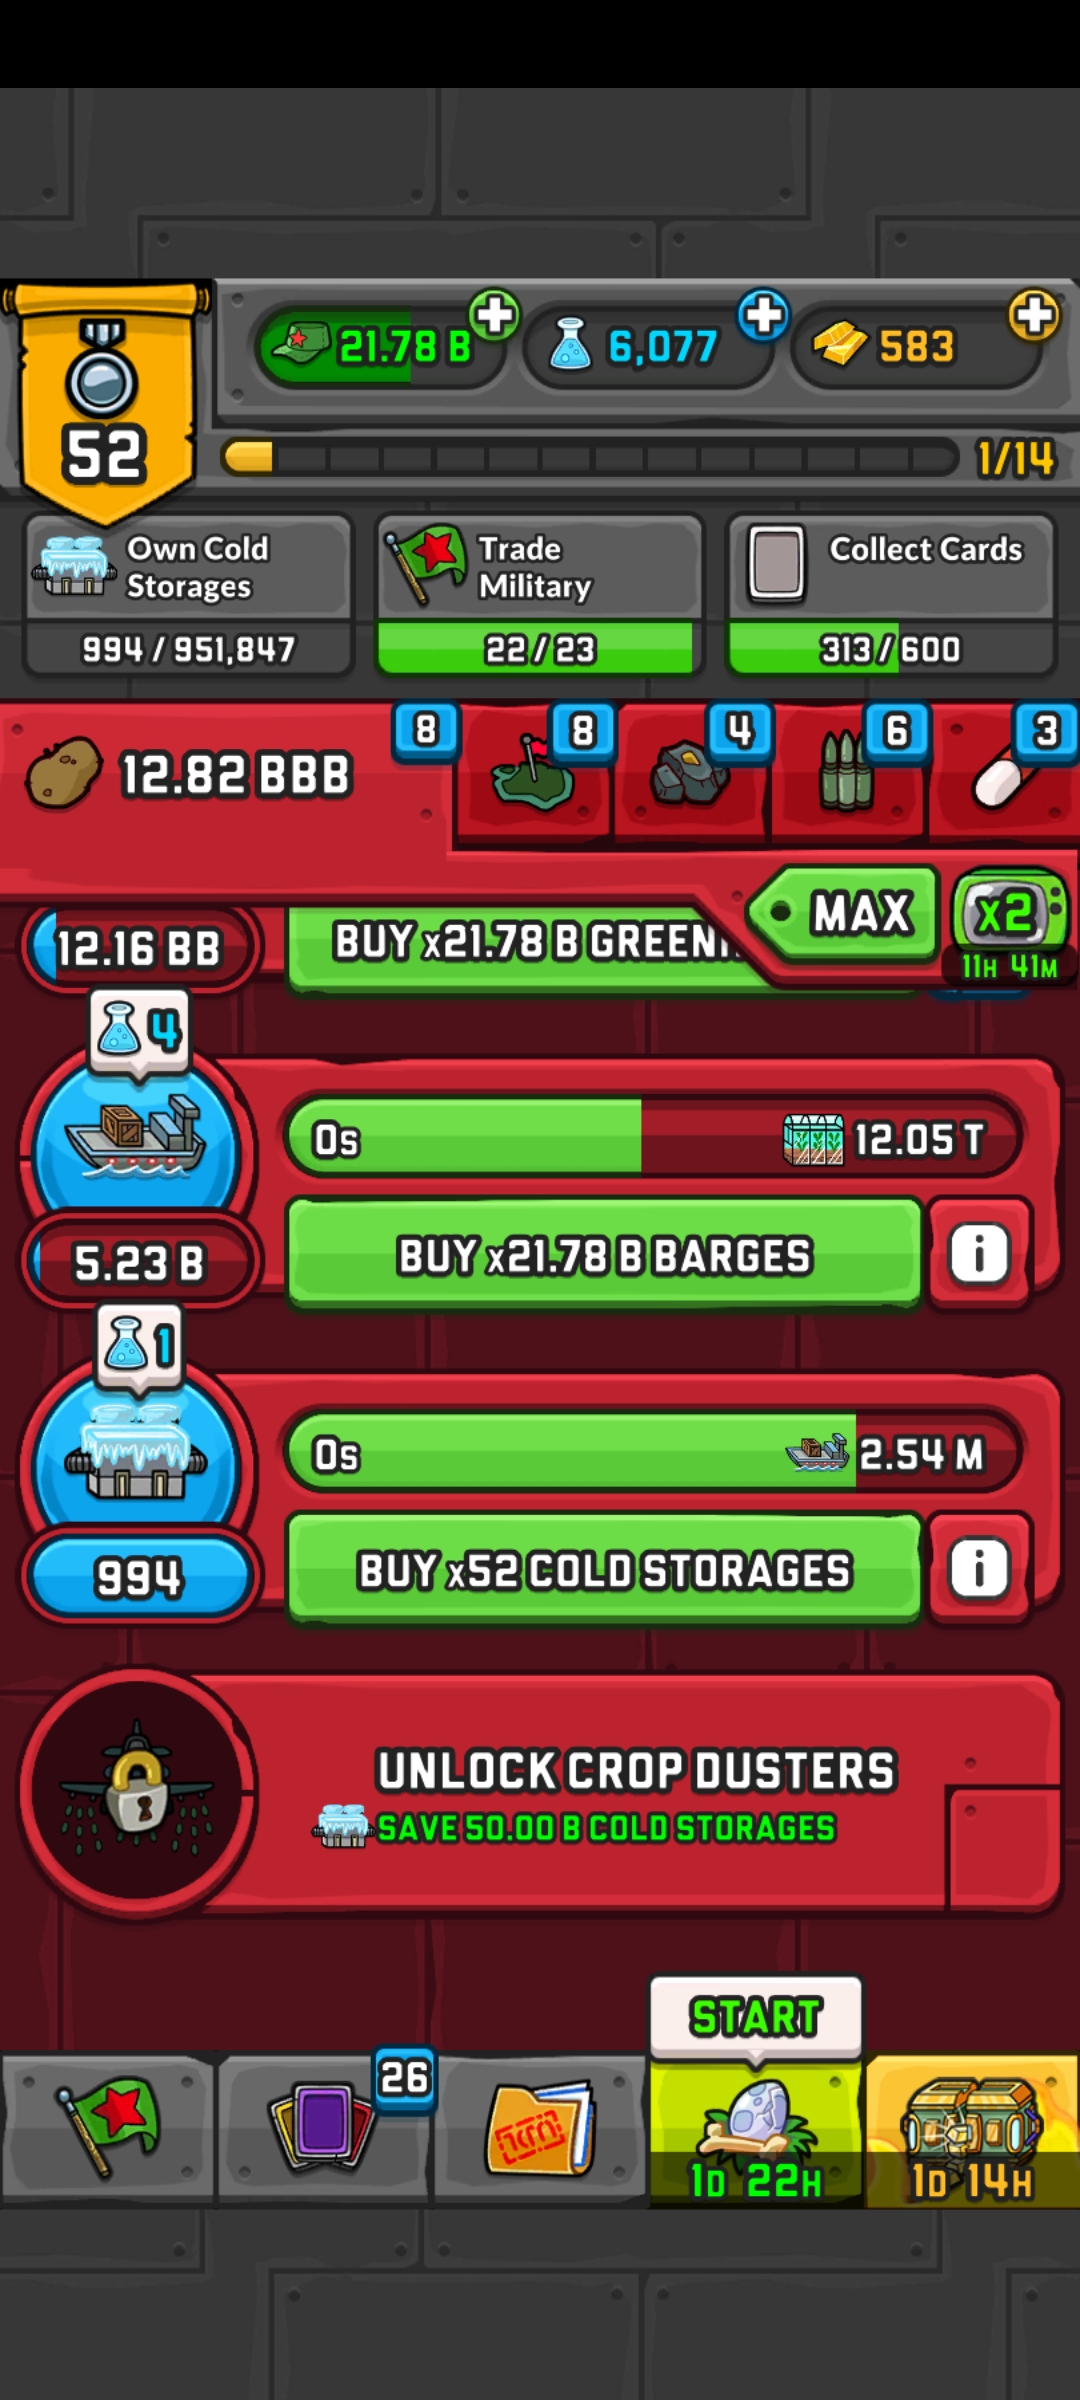 21.78 B
6,077
583
52
1/14
Own Cold
Storages
994 / 951,847
Trade
Military
22 / 23
Collect Cards
313 / 600
12.82 BBB
8
8
4
6
3
MAX
x2
11H 41M
12.16 BB
BUY x21.78 B GREEN
4
0s
12.05 T
5.23 B
BUY x21.78 B BARGES
i
1
0s
2.54 M
994
BUY x52 COLD STORAGES
i
UNLOCK CROP DUSTERS
SAVE 50.00 B COLD STORAGES
START
26
1D 22H
1D 14H